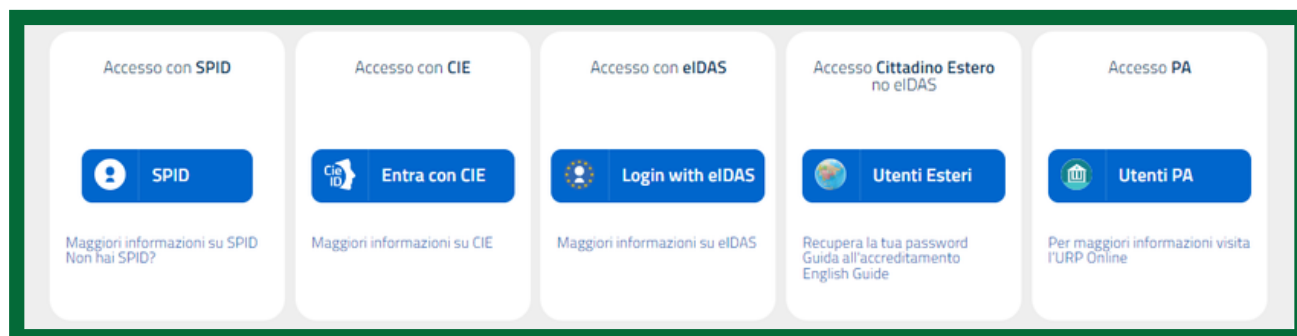 Accesso con SPID
SPID
Maggiori informazioni su SPID
Non hai SPID?
Accesso con CIE
Cie
ID
Entra con CIE
Maggiori informazioni su CIE
Accesso con eIDAS
Login with eIDAS
Maggiori informazioni su eIDAS
Accesso Cittadino Estero
no eIDAS
Utenti Esteri
Recupera la tua password
Guida all'accreditamento
English Guide
Accesso PA
Utenti PA
Per maggiori informazioni visita
l'URP Online